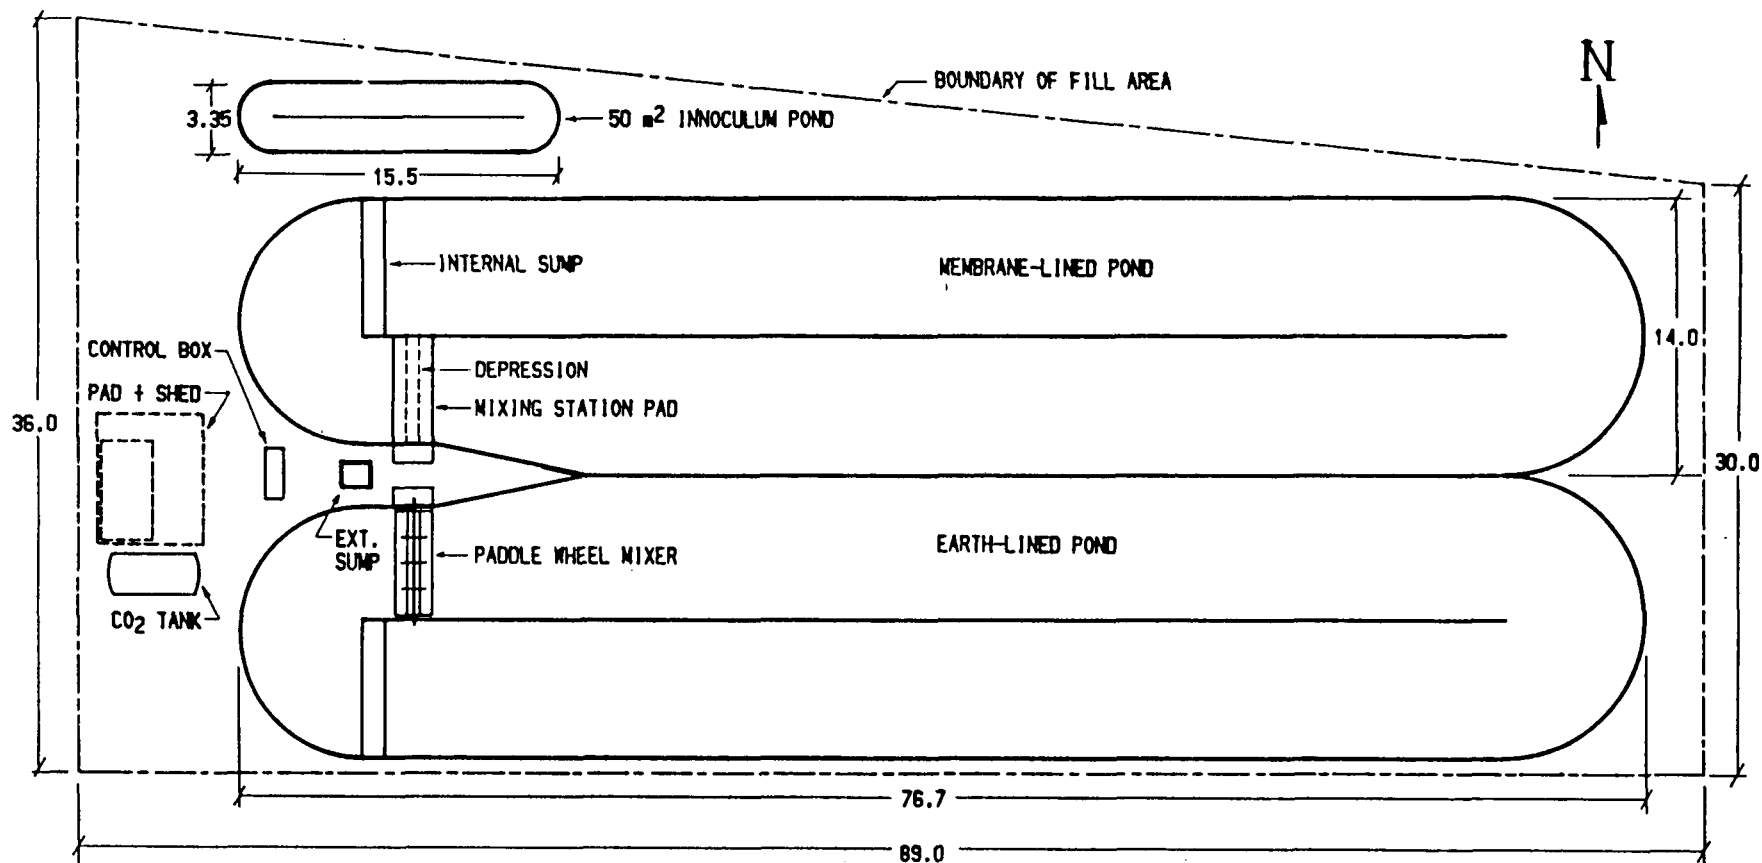 N
BOUNDARY OF FILL AREA
3.35
50 m² INNOCULUM POND
15.5
INTERNAL SUMP
MEMBRANE-LINED POND
14.0
CONTROL BOX
DEPRESSION
PAD + SHED
MIXING STATION PAD
36.0
30.0
EXT.
SUMP
PADDLE WHEEL MIXER
EARTH-LINED POND
CO₂ TANK
76.7
89.0